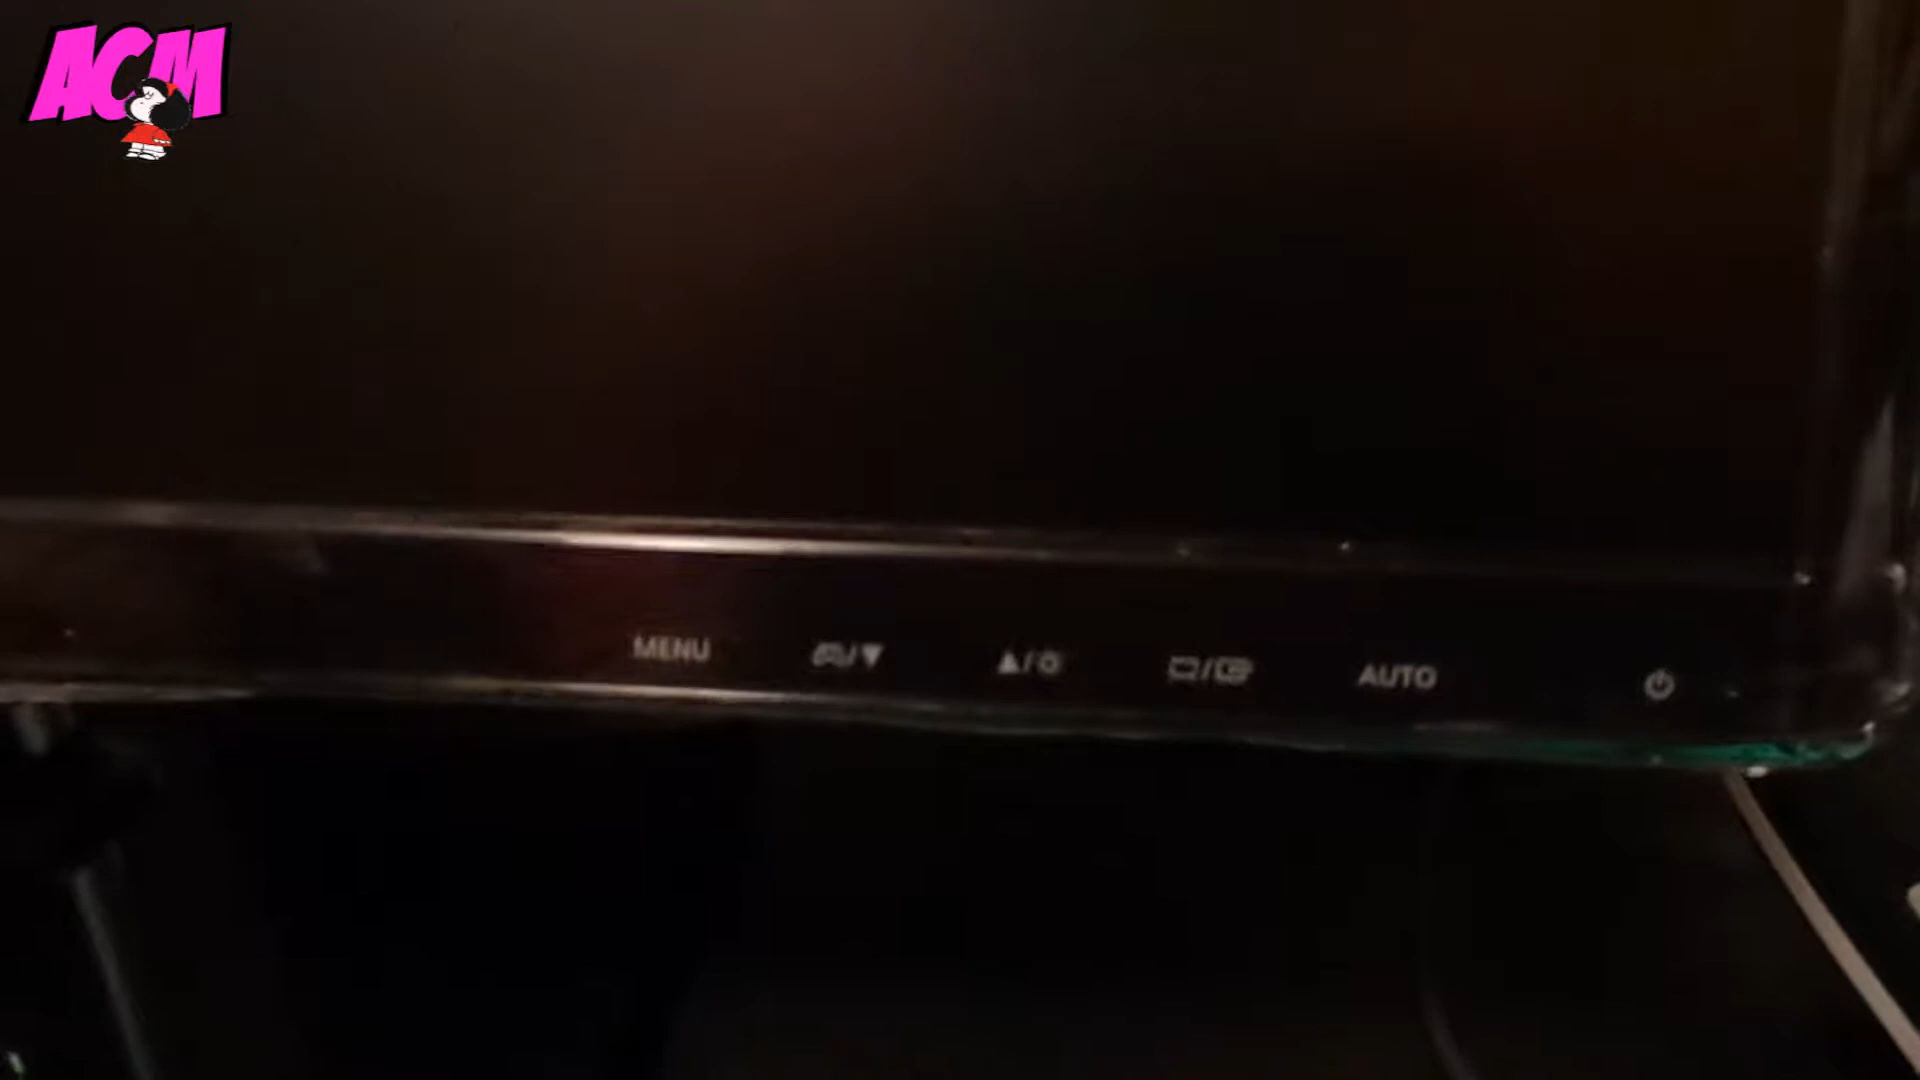 ACM
MENU / ▼ ▲ / / AUTO